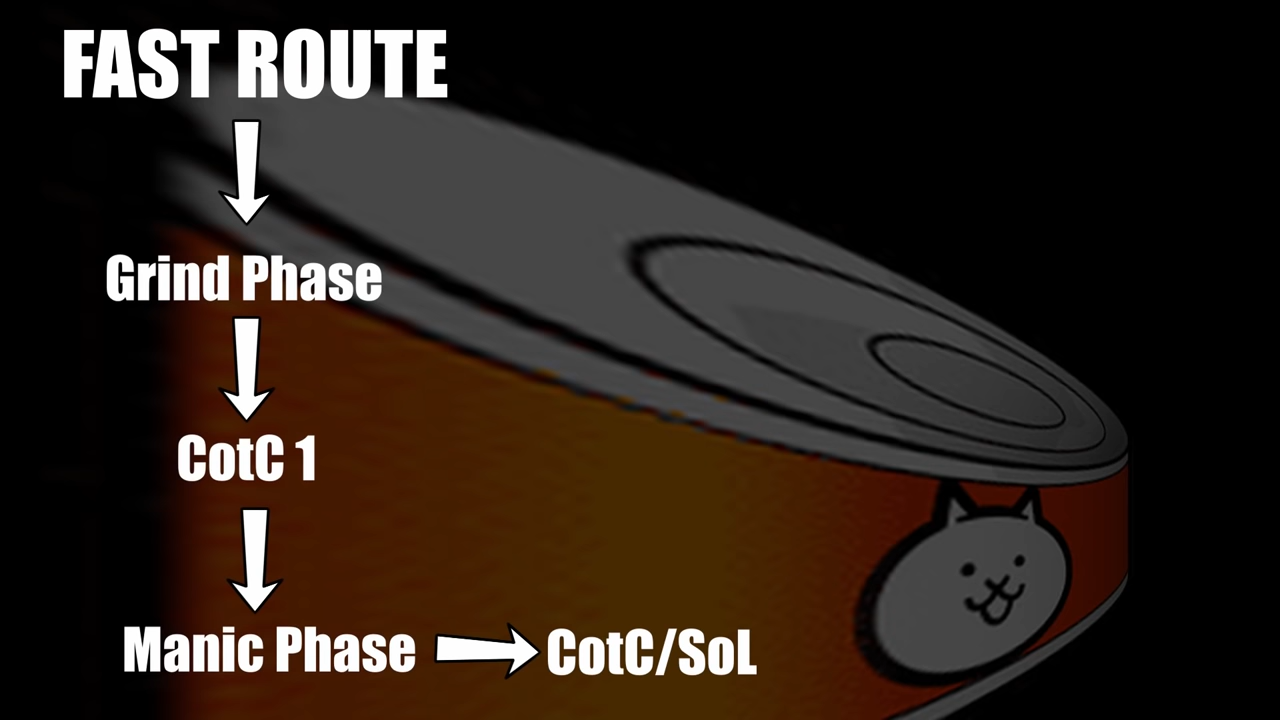 FAST ROUTE
Grind Phase
CotC 1
Manic Phase
CotC/SoL